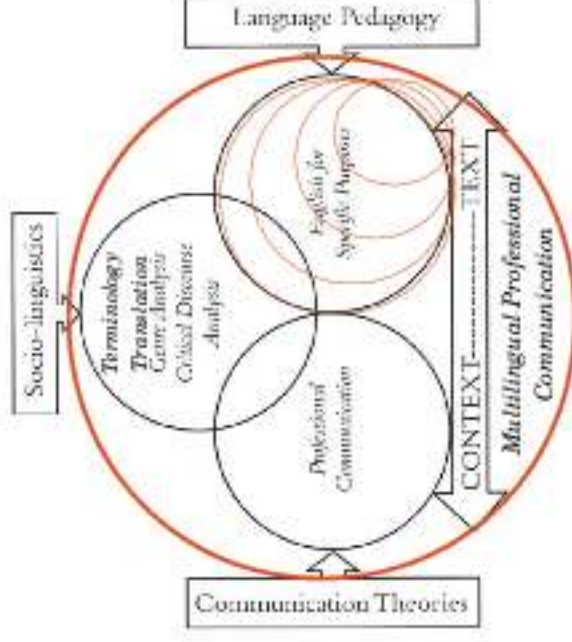 Socio-linguistics
Terminology
Translation
Genre Analysis
Critical Discourse
Analysis
Professional
Communication
English for
Specific Purposes
Communication Theories
Language Pedagogy
CONTEXT-------------TEXT
Multilingual Professional
Communication